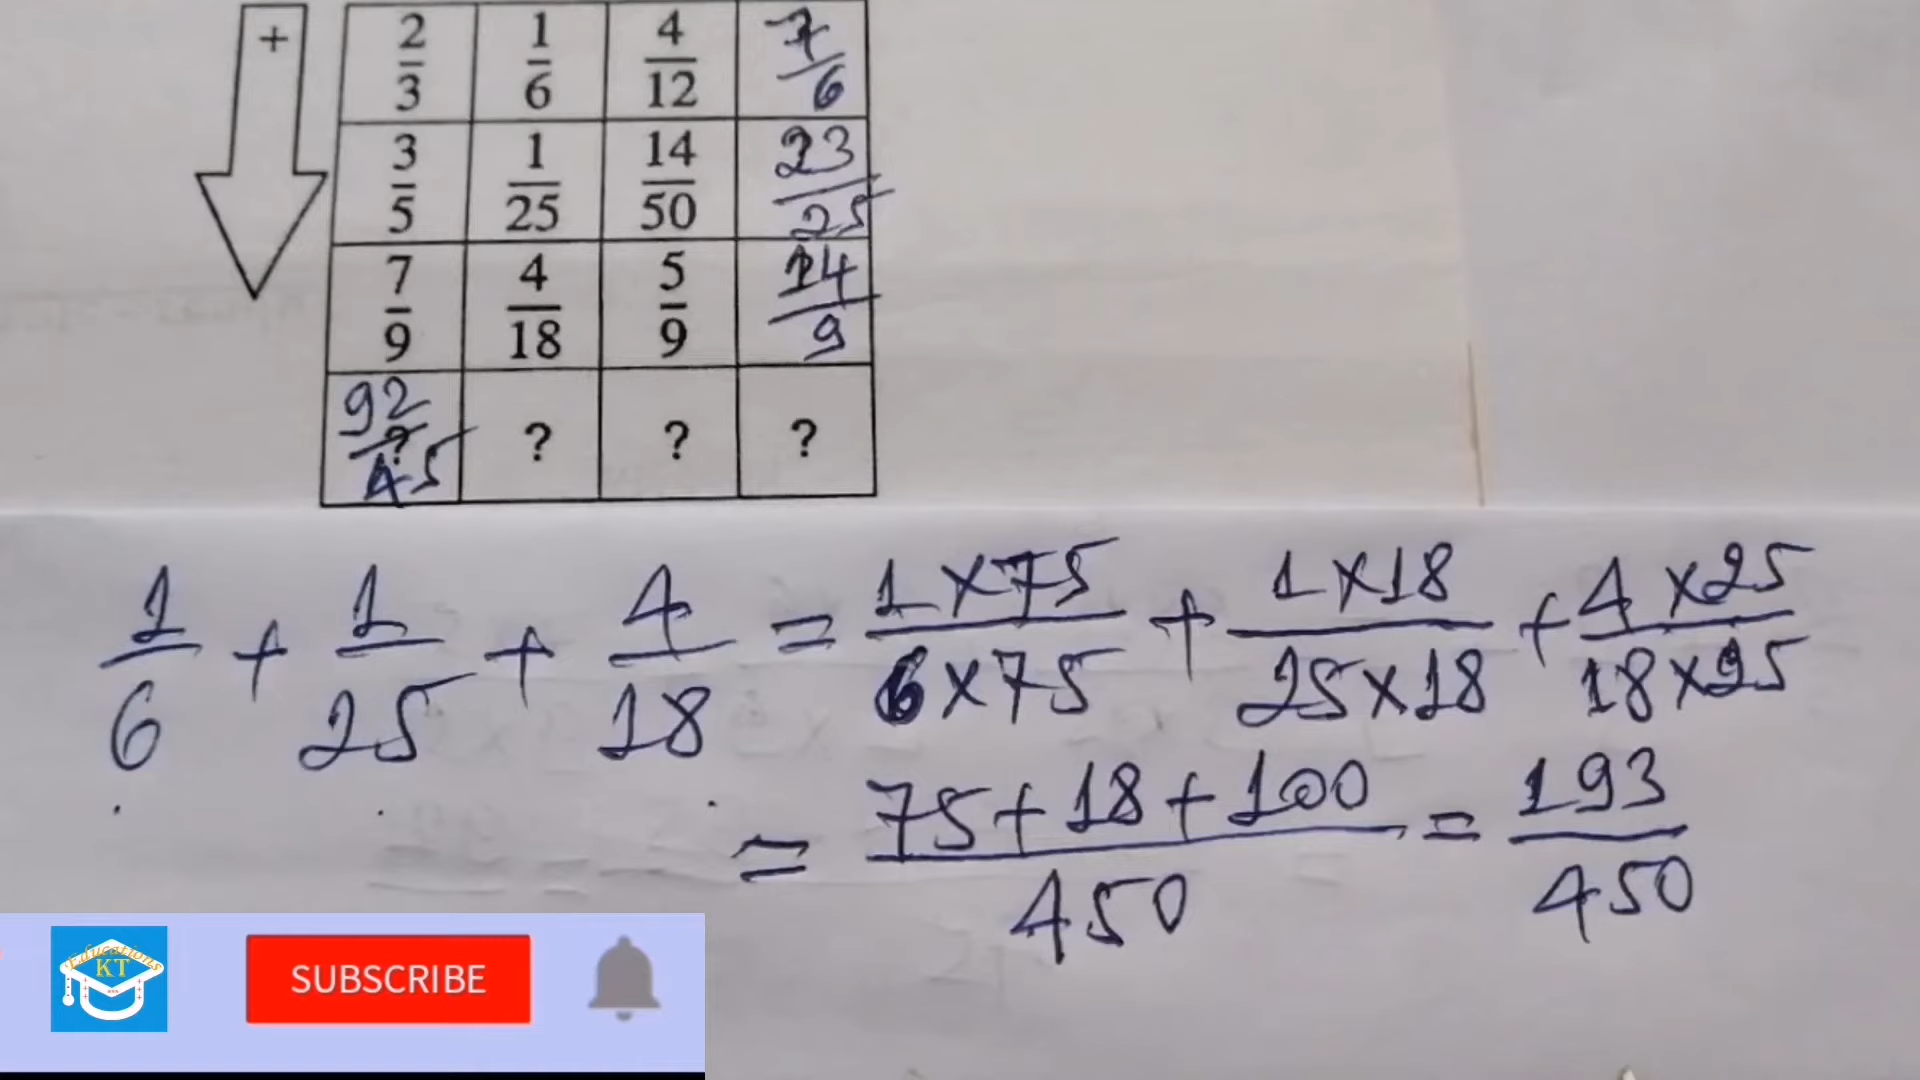 + 2/3 1/6 4/12 7/6
3/5 1/25 14/50 23/25
7/9 4/18 5/9 14/9
92/45 ? ? ?
1/6 + 1/25 + 4/18 = 1×75/6×75 + 1×18/25×18 + 4×25/18×25
= 75+18+100/450 = 193/450
Educations
KT
SUBSCRIBE